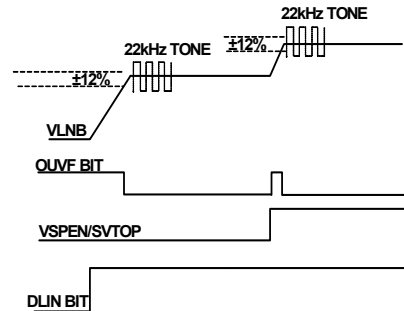 22kHz TONE
22kHz TONE
±12%
±12%
VLNB
OUVF BIT
VSPEN/SVTOP
DLIN BIT